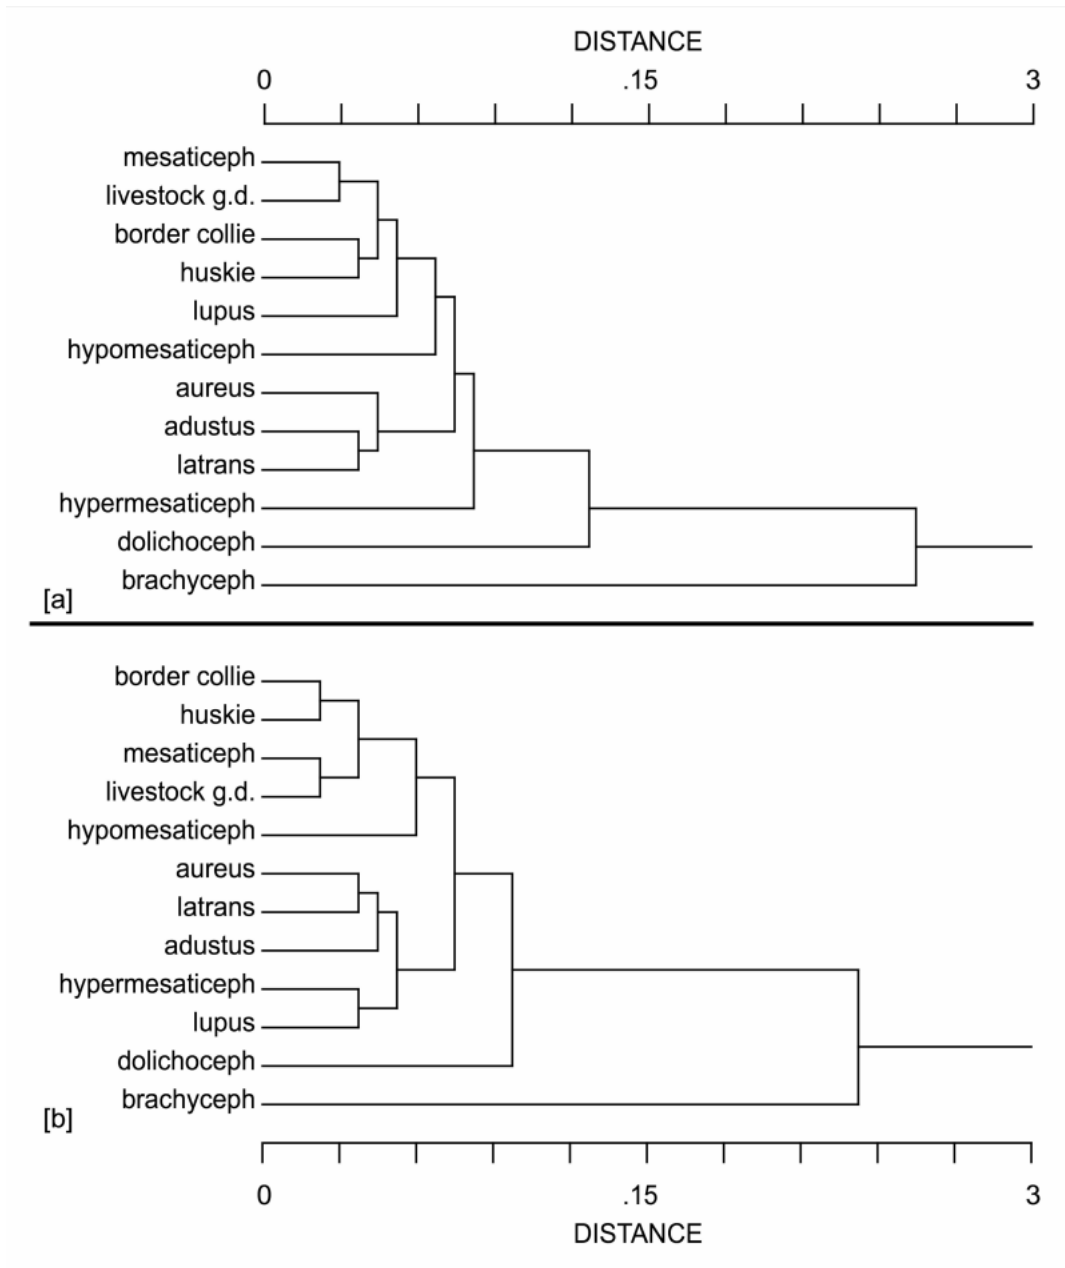 DISTANCE
0 .15 3
mesaticeph
livestock g.d.
border collie
huskie
lupus
hypomesaticeph
aureus
adustus
latrans
hypermesaticeph
dolichoceph
brachyceph
[a]
border collie
huskie
mesaticeph
livestock g.d.
hypomesaticeph
aureus
latrans
adustus
hypermesaticeph
lupus
dolichoceph
brachyceph
[b]
0 .15 3
DISTANCE